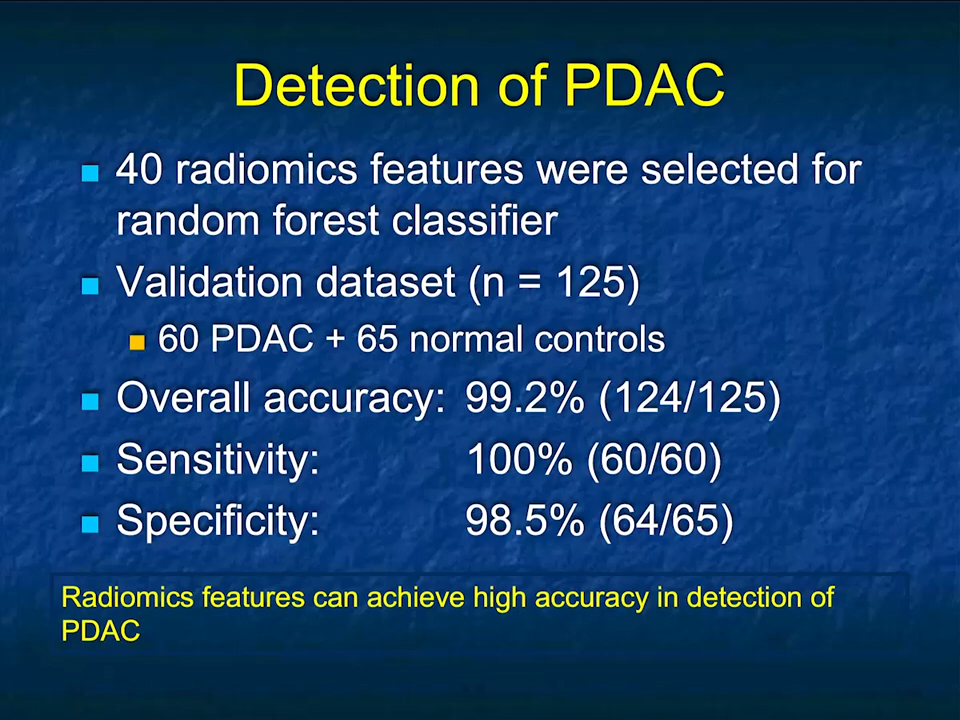 Detection of PDAC
40 radiomics features were selected for
random forest classifier
Validation dataset (n = 125)
60 PDAC + 65 normal controls
Overall accuracy: 99.2% (124/125)
Sensitivity: 100% (60/60)
Specificity: 98.5% (64/65)
Radiomics features can achieve high accuracy in detection of
PDAC